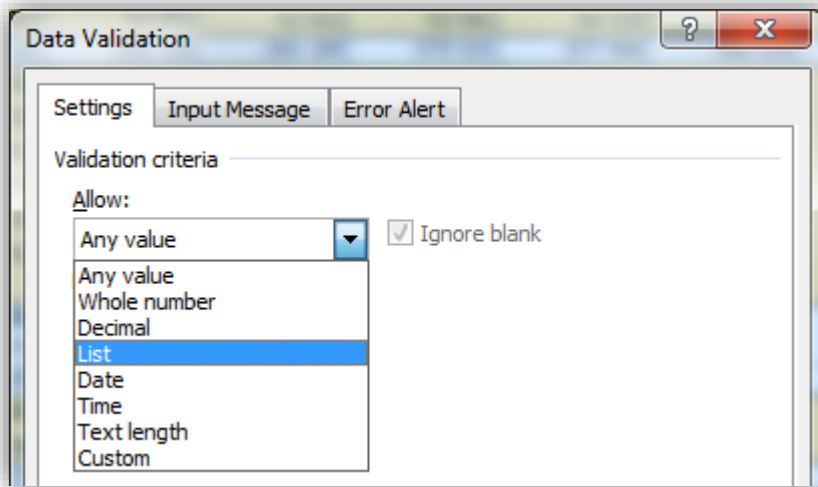 Data Validation
?
Settings Input Message Error Alert
Validation criteria
Allow:
Any value Ignore blank
Any value
Whole number
Decimal
List
Date
Time
Text length
Custom